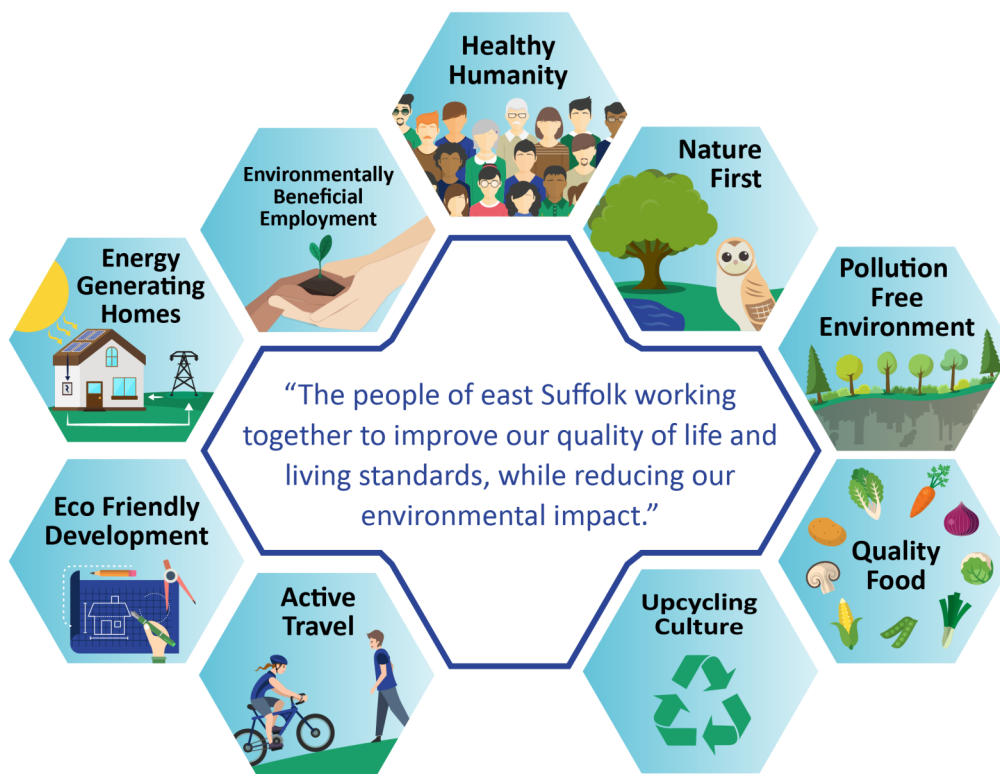 Healthy
Humanity
Environmentally
Beneficial
Employment
Nature
First
Energy
Generating
Homes
Pollution
Free
Environment
“The people of east Suffolk working
together to improve our quality of life and
living standards, while reducing our
environmental impact.”
Eco Friendly
Development
Quality
Food
Active
Travel
Upcycling
Culture